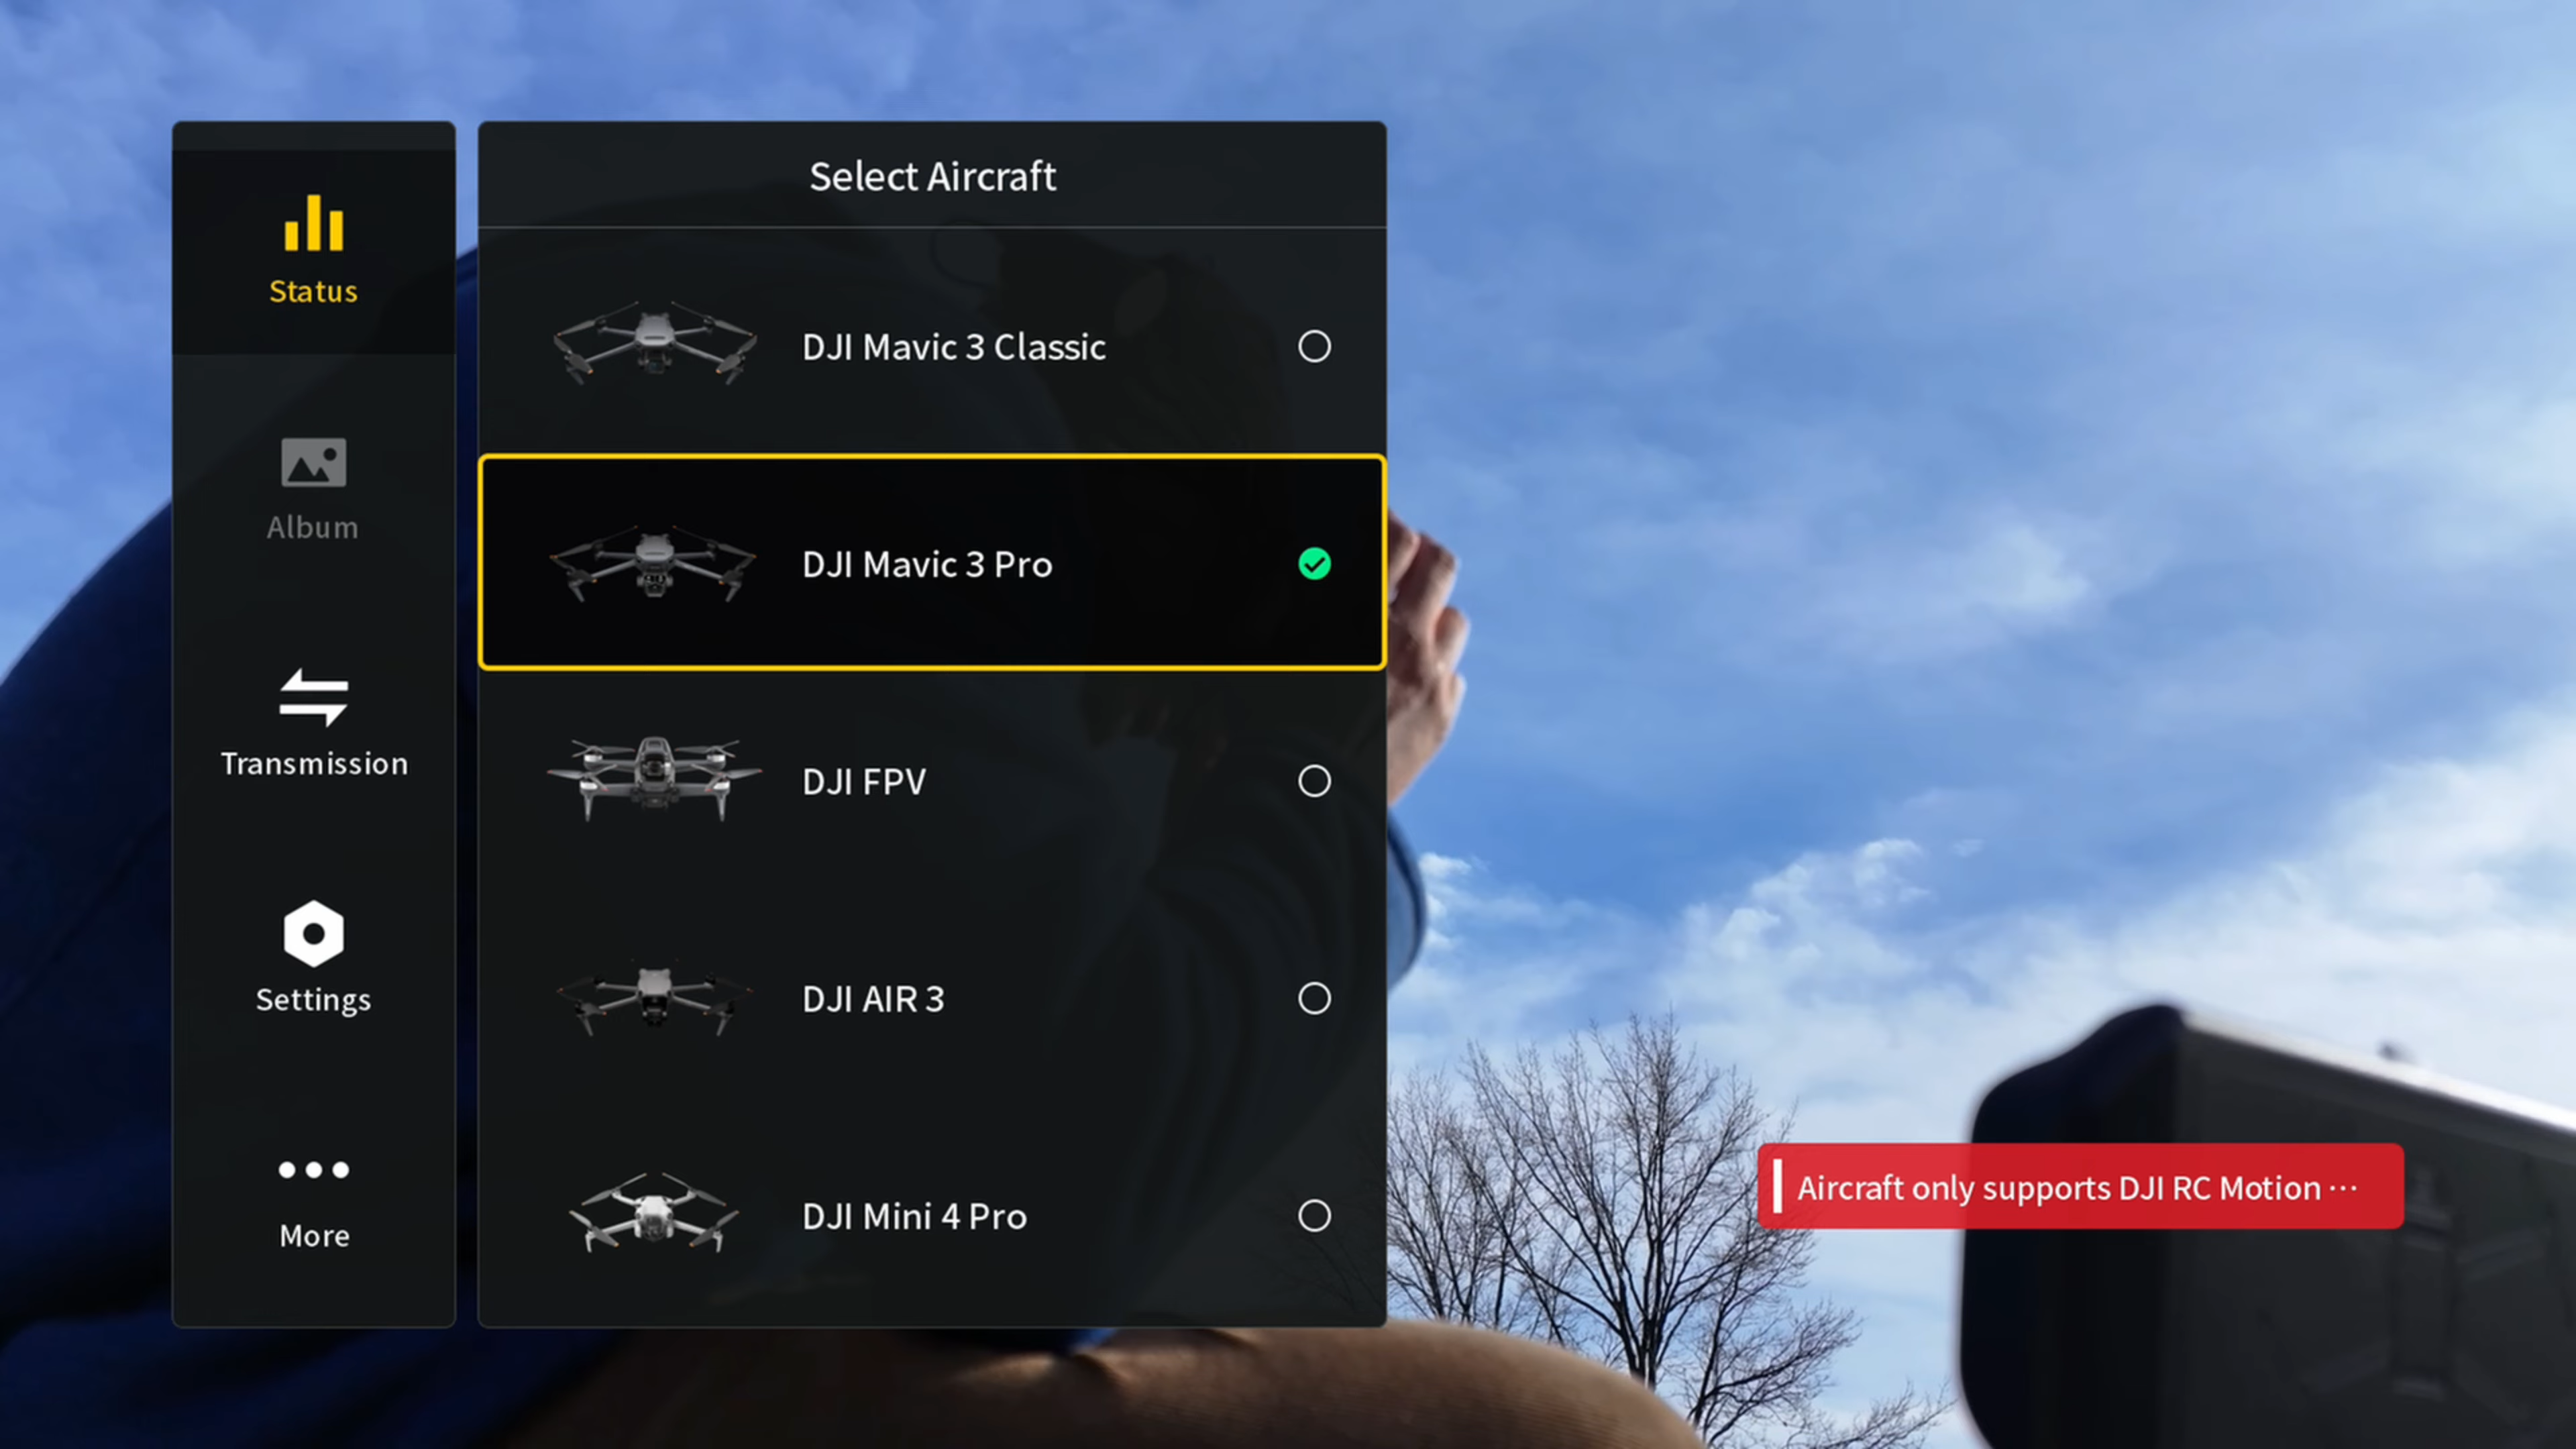 Status
Album
Transmission
Settings
More
Select Aircraft
DJI Mavic 3 Classic
DJI Mavic 3 Pro
DJI FPV
DJI AIR 3
DJI Mini 4 Pro
Aircraft only supports DJI RC Motion ···